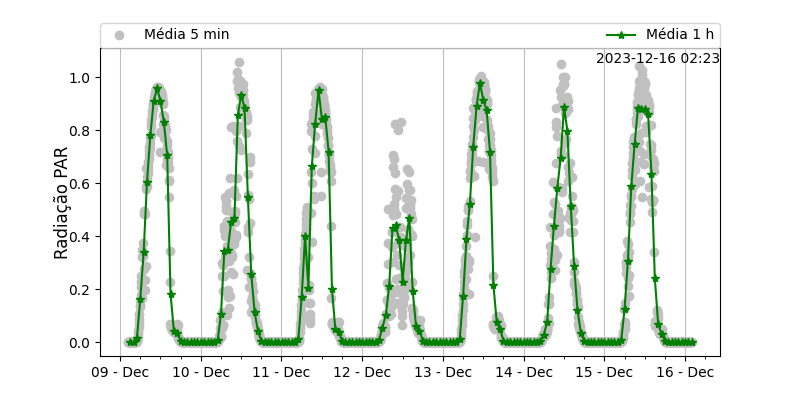 Média 5 min
Média 1 h
2023-12-16 02:23
Radiação PAR
1.0
0.8
0.6
0.4
0.2
0.0
09 - Dec
10 - Dec
11 - Dec
12 - Dec
13 - Dec
14 - Dec
15 - Dec
16 - Dec